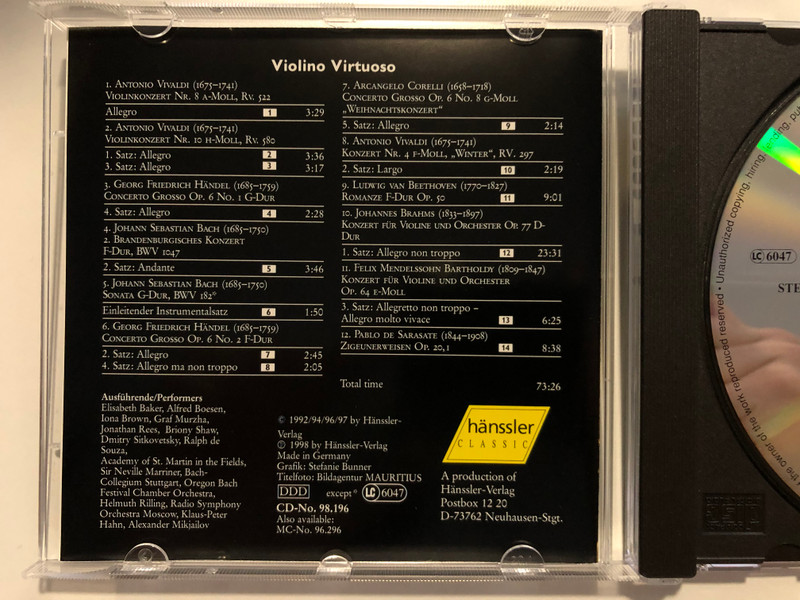 Violino Virtuoso
1. Antonio Vivaldi (1675–1741)
Violinkonzert Nr. 8 a-Moll, Rv. 522
Allegro 1 3:29
2. Antonio Vivaldi (1675–1741)
Violinkonzert Nr. 10 h-Moll, Rv. 580
1. Satz: Allegro 2 3:36
3. Satz: Allegro 3 3:17
3. Georg Friedrich Händel (1685–1759)
Concerto Grosso Op. 6 No. 1 G-Dur
4. Satz: Allegro 4 2:28
4. Johann Sebastian Bach (1685–1750)
2. Brandenburgisches Konzert
F-Dur, BWV 1047
2. Satz: Andante 5 3:46
5. Johann Sebastian Bach (1685–1750)
Sonata G-Dur, BWV 182°
Einleitender Instrumentalsatz 6 1:50
6. Georg Friedrich Händel (1685–1759)
Concerto Grosso Op. 6 No. 2 F-Dur
2. Satz: Allegro 7 2:45
4. Satz: Allegro ma non troppo 8 2:05
7. Arcangelo Corelli (1658–1718)
Concerto Grosso Op. 6 No. 8 g-Moll
„Weihnachtskonzert"
5. Satz: Allegro 9 2:14
8. Antonio Vivaldi (1675–1741)
Konzert Nr. 4 f-Moll, „Winter", RV. 297
2. Satz: Largo 10 2:19
9. Ludwig van Beethoven (1770–1827)
Romanze F-Dur Op. 50 11 9:01
10. Johannes Brahms (1833–1897)
Konzert für Violine und Orchester Op. 77 D-
Dur
1. Satz: Allegro non troppo 12 23:31
11. Felix Mendelssohn Bartholdy (1809–1847)
Konzert für Violine und Orchester
Op. 64 e-Moll
3. Satz: Allegretto non troppo –
Allegro molto vivace 13 6:25
12. Pablo de Sarasate (1844–1908)
Zigeunerweisen Op. 20,1 14 8:38
Total time 73:26
Ausführende/Performers
Elisabeth Baker, Alfred Boesen,
Iona Brown, Graf Murzha,
Jonathan Rees, Briony Shaw,
Dmitry Sitkovetsky, Ralph de
Souza,
Academy of St. Martin in the Fields,
Sir Neville Marriner, Bach-
Collegium Stuttgart, Oregon Bach
Festival Chamber Orchestra,
Helmuth Rilling, Radio Symphony
Orchestra Moscow, Klaus-Peter
Hahn, Alexander Mikjailov
© 1992/94/96/97 by Hänssler-
Verlag
℗ 1998 by Hänssler-Verlag
Made in Germany
Grafik: Stefanie Bunner
Titelfoto: Bildagentur MAURITIUS
DDD except° LC 6047
CD-No. 98.196
Also available:
MC-No. 96.296
hänssler
CLASSIC
A production of
Hänssler-Verlag
Postbox 12 20
D-73762 Neuhausen-Stgt.
LC 6047
STE
the owner of the work reproduced reserved • Unauthorized copying, hiring, lending, pu